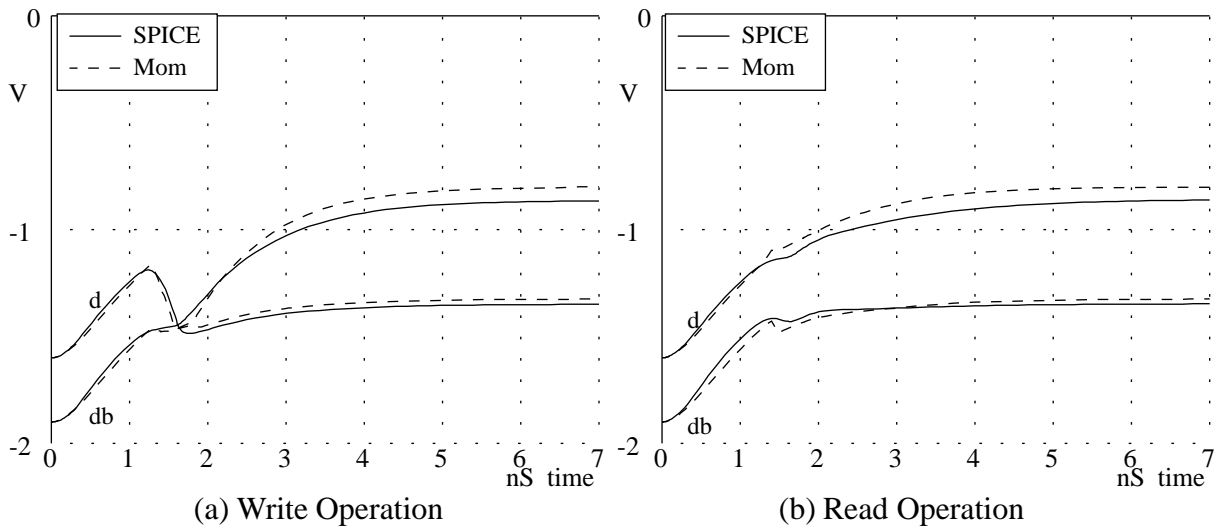 0
SPICE
Mom
V
-1
d
db
-2
0 1 2 3 4 5 6 7
nS time
(a) Write Operation
0
SPICE
Mom
V
-1
d
db
-2
0 1 2 3 4 5 6 7
nS time
(b) Read Operation